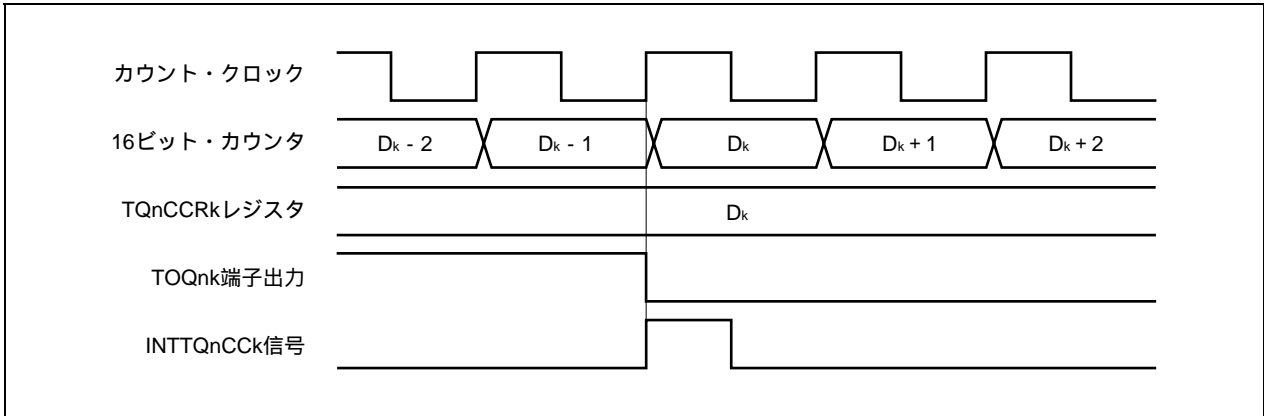 カウント・クロック
16ビット・カウンタ Dk - 2 Dk - 1 Dk Dk + 1 Dk + 2
TQnCCRkレジスタ Dk
TOQnk端子出力
INTTQnCCk信号